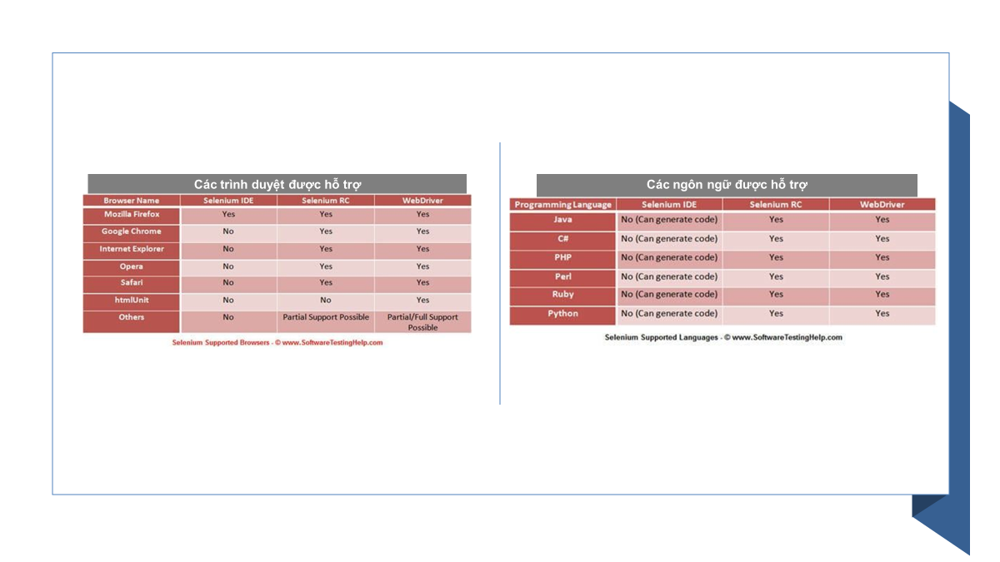 Các trình duyệt được hỗ trợ
Browser Name Selenium IDE Selenium RC WebDriver
Mozilla Firefox Yes Yes Yes
Google Chrome No Yes Yes
Internet Explorer No Yes Yes
Opera No Yes Yes
Safari No Yes Yes
htmlUnit No No Yes
Others No Partial Support Possible Partial/Full Support
Possible
Selenium Supported Browsers - © www.SoftwareTestingHelp.com
Các ngôn ngữ được hỗ trợ
Programming Language Selenium IDE Selenium RC WebDriver
Java No (Can generate code) Yes Yes
C# No (Can generate code) Yes Yes
PHP No (Can generate code) Yes Yes
Perl No (Can generate code) Yes Yes
Ruby No (Can generate code) Yes Yes
Python No (Can generate code) Yes Yes
Selenium Supported Languages - © www.SoftwareTestingHelp.com